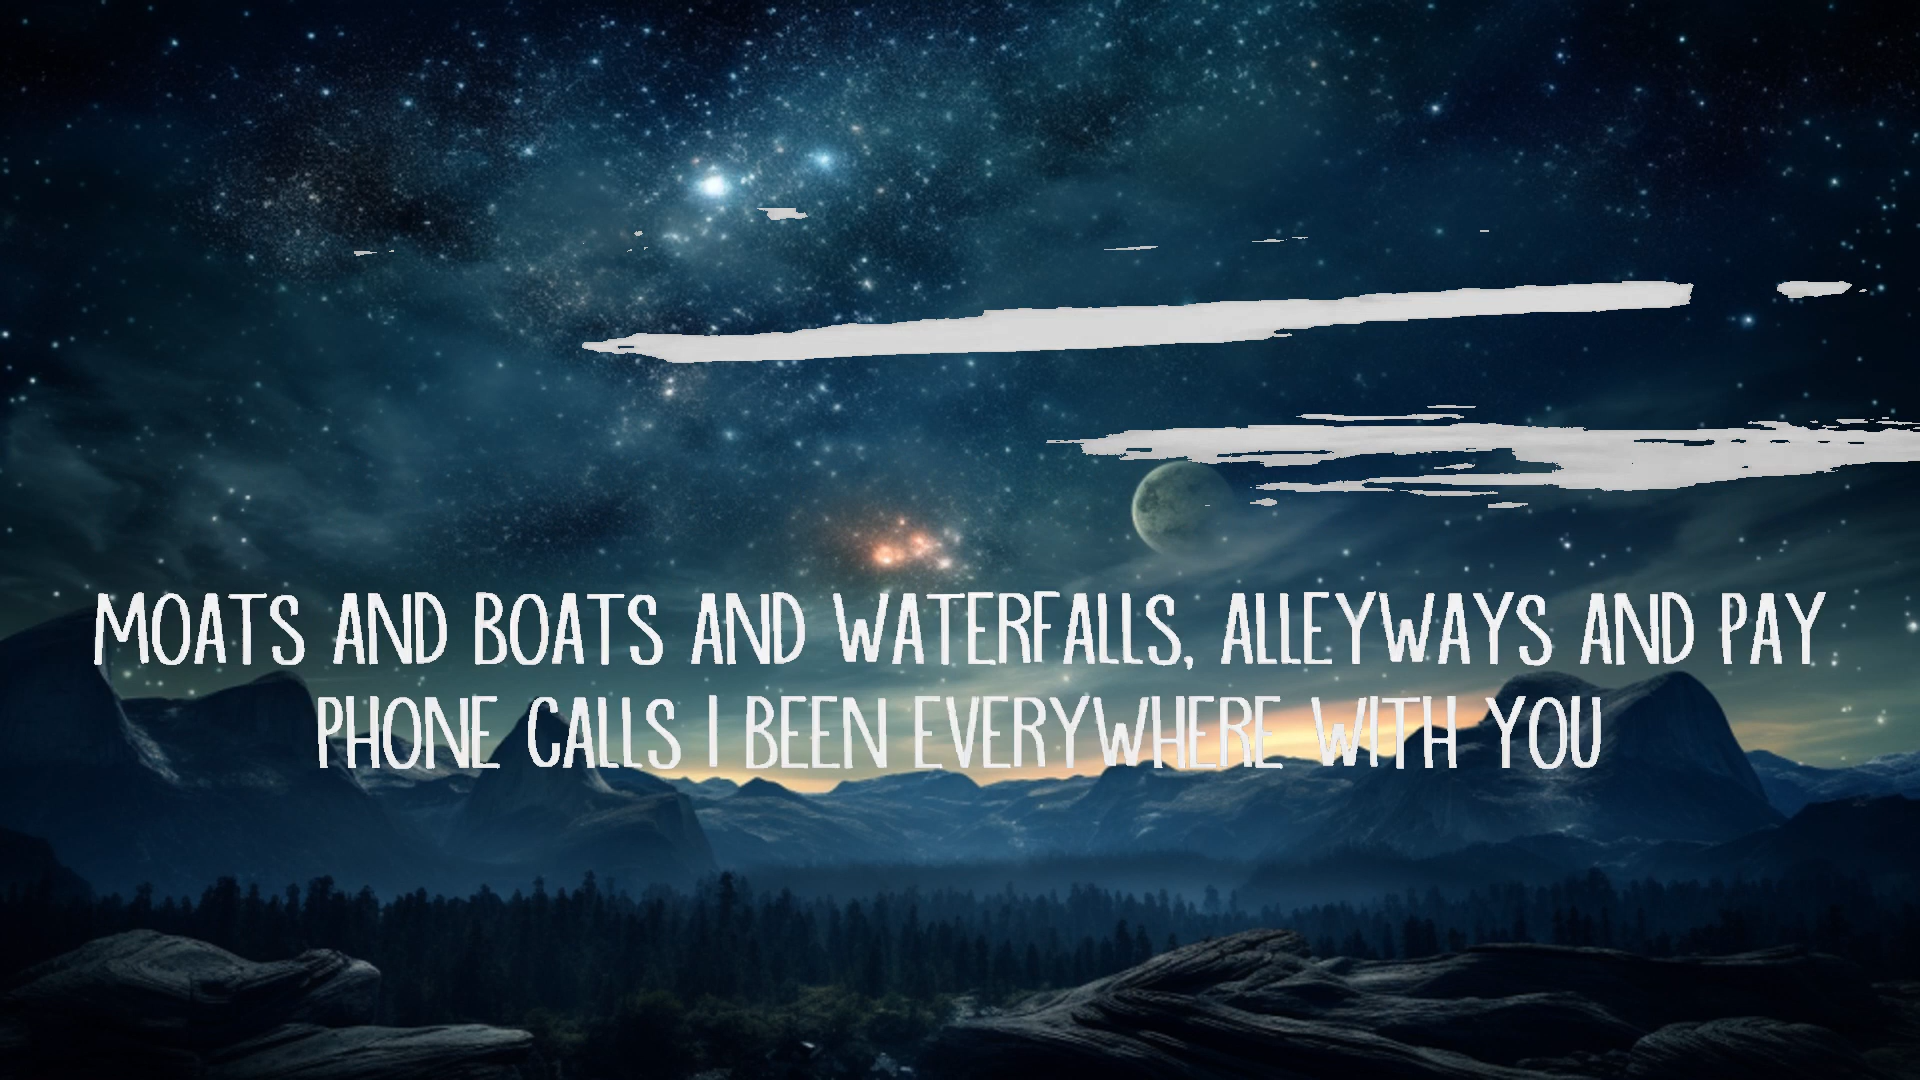 MOATS AND BOATS AND WATERFALLS, ALLEYWAYS AND PAY
PHONE CALLS I BEEN EVERYWHERE WITH YOU